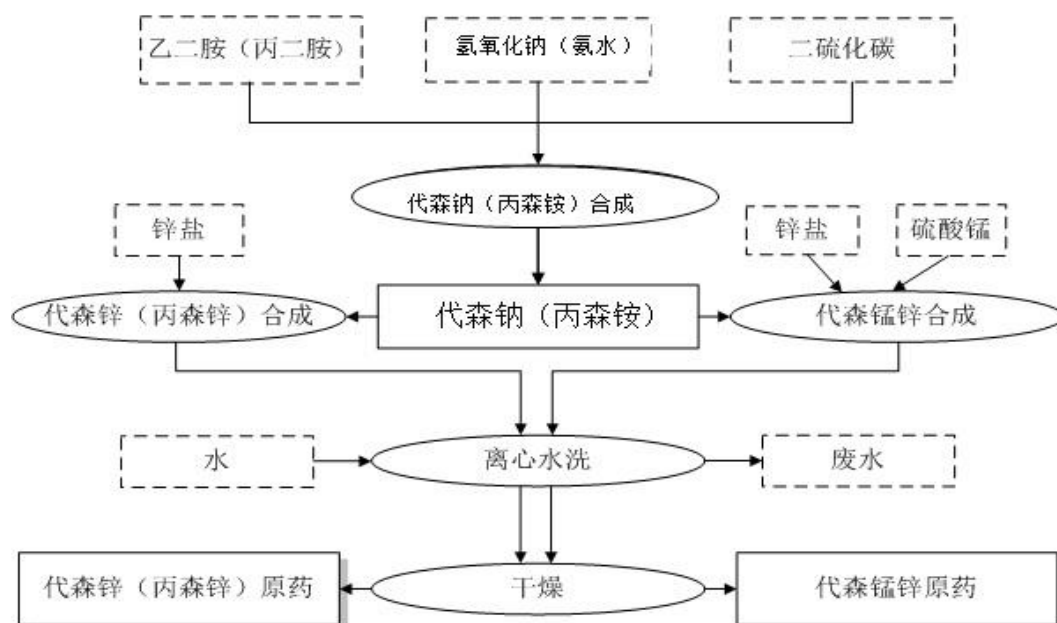 乙二胺（丙二胺）
氢氧化钠（氨水）
二硫化碳
代森钠（丙森铵）合成
锌盐
锌盐
硫酸锰
代森锌（丙森锌）合成
代森钠（丙森铵）
代森锰锌合成
水
离心水洗
废水
代森锌（丙森锌）原药
干燥
代森锰锌原药